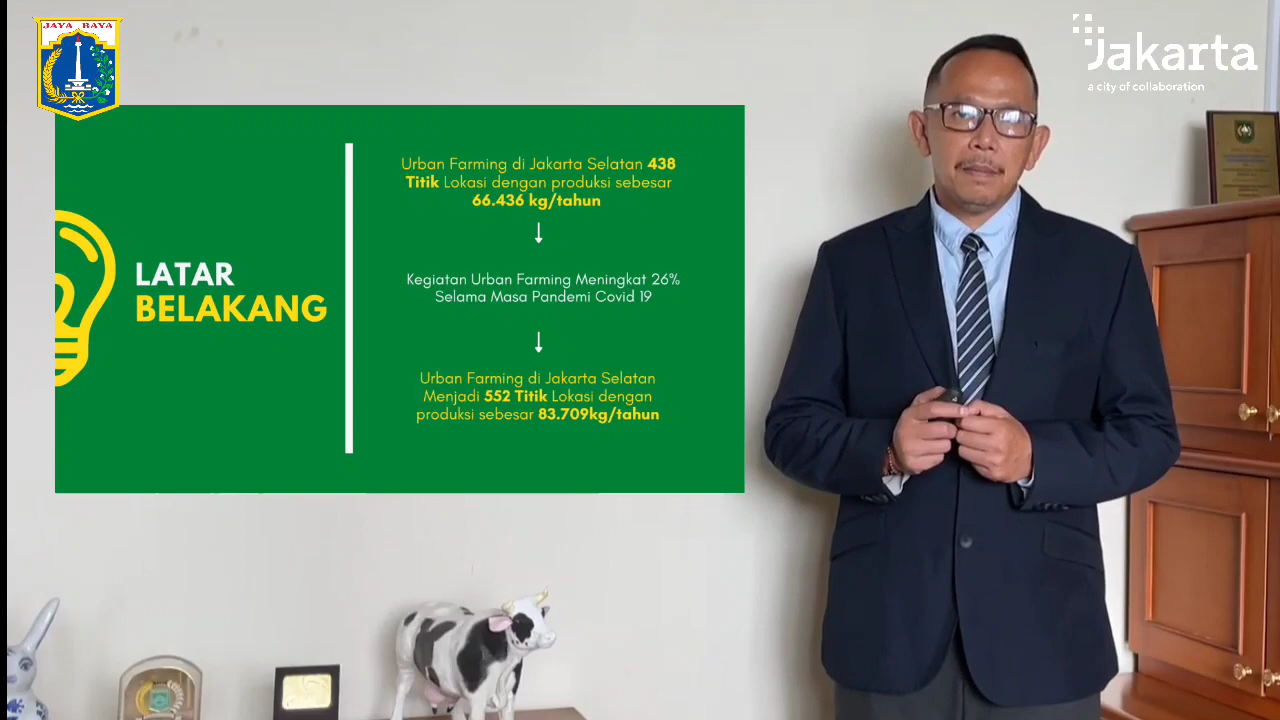 JAYA RAYA
Jakarta
a city of collaboration
LATAR
BELAKANG
Urban Farming di Jakarta Selatan 438
Titik Lokasi dengan produksi sebesar
66.436 kg/tahun
Kegiatan Urban Farming Meningkat 26%
Selama Masa Pandemi Covid 19
Urban Farming di Jakarta Selatan
Menjadi 552 Titik Lokasi dengan
produksi sebesar 83.709kg/tahun